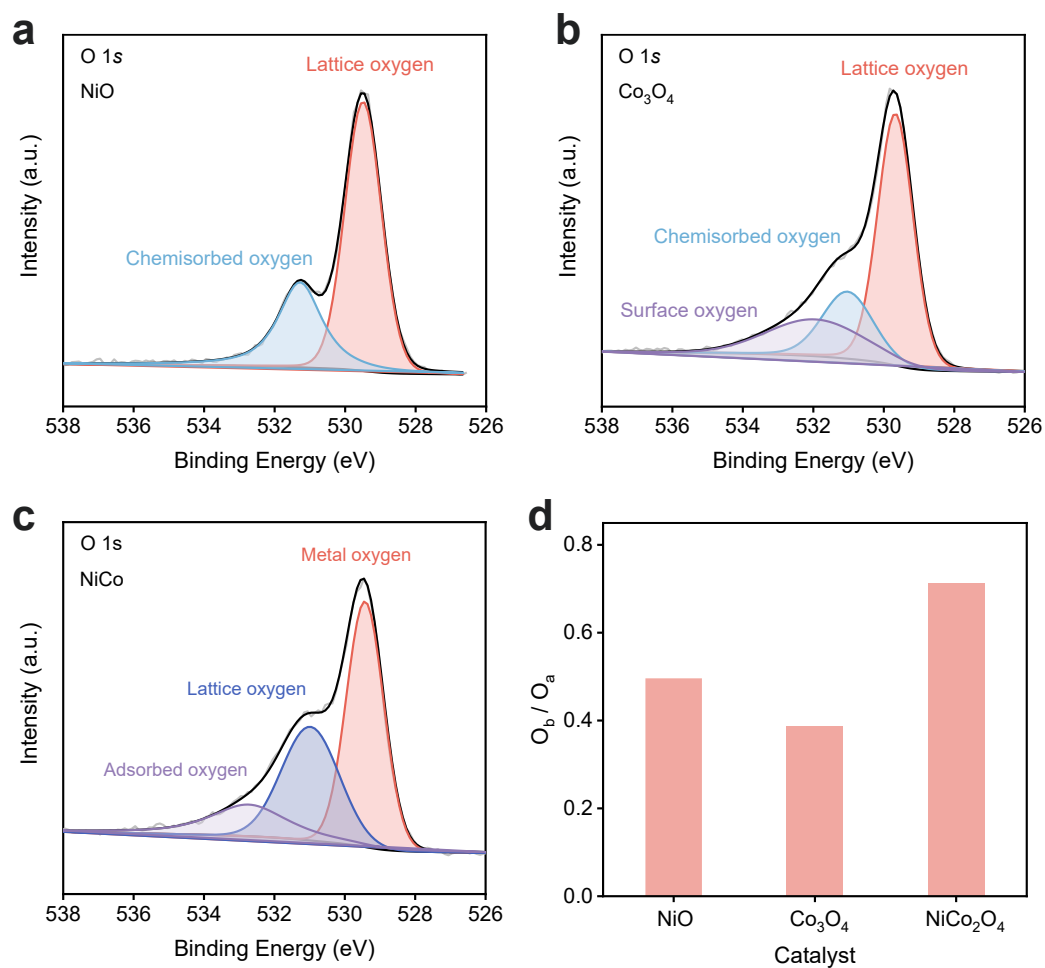 a
O 1s
NiO
Lattice oxygen
Chemisorbed oxygen
Intensity (a.u.)
538 536 534 532 530 528 526
Binding Energy (eV)
b
O 1s
Co₃O₄
Lattice oxygen
Chemisorbed oxygen
Surface oxygen
Intensity (a.u.)
538 536 534 532 530 528 526
Binding Energy (eV)
c
O 1s
NiCo
Metal oxygen
Lattice oxygen
Adsorbed oxygen
Intensity (a.u.)
538 536 534 532 530 528 526
Binding Energy (eV)
d
O_b / O_a
0.8
0.6
0.4
0.2
0.0
NiO Co₃O₄ NiCo₂O₄
Catalyst